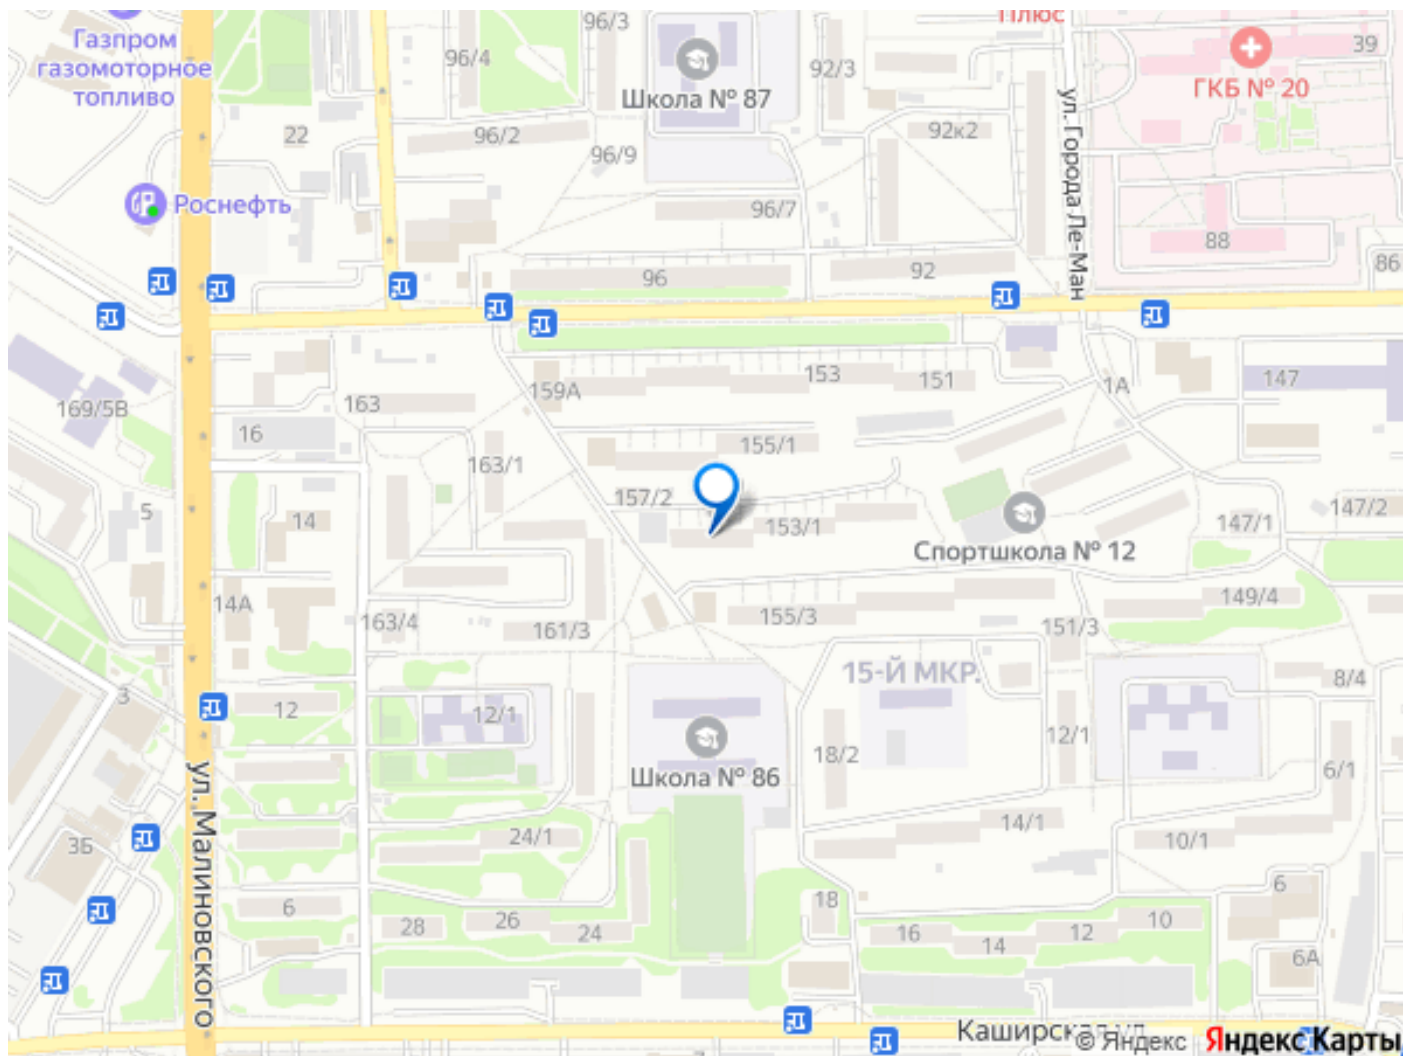 Газпром
газомоторное
топливо
96/3
96/4
Школа № 87
92/3
Плюс
39
ГКБ № 20
22
96/2
96/9
92к2
ул. Города Ле-Ман
Роснефть
96/7
88
86
96
92
169/5В
163
159А
153
151
1А
147
16
163/1
155/1
157/2
5
14
153/1
Спортшкола № 12
147/1
147/2
14А
163/4
161/3
155/3
151/3
149/4
15-Й МКР.
8/4
3
12
12/1
Школа № 86
18/2
12/1
6/1
ул. Малиновского
3Б
24/1
14/1
10/1
6
28
26
24
18
16
14
12
10
6
6А
Каширская ул.
© Яндекс
Яндекс Карты